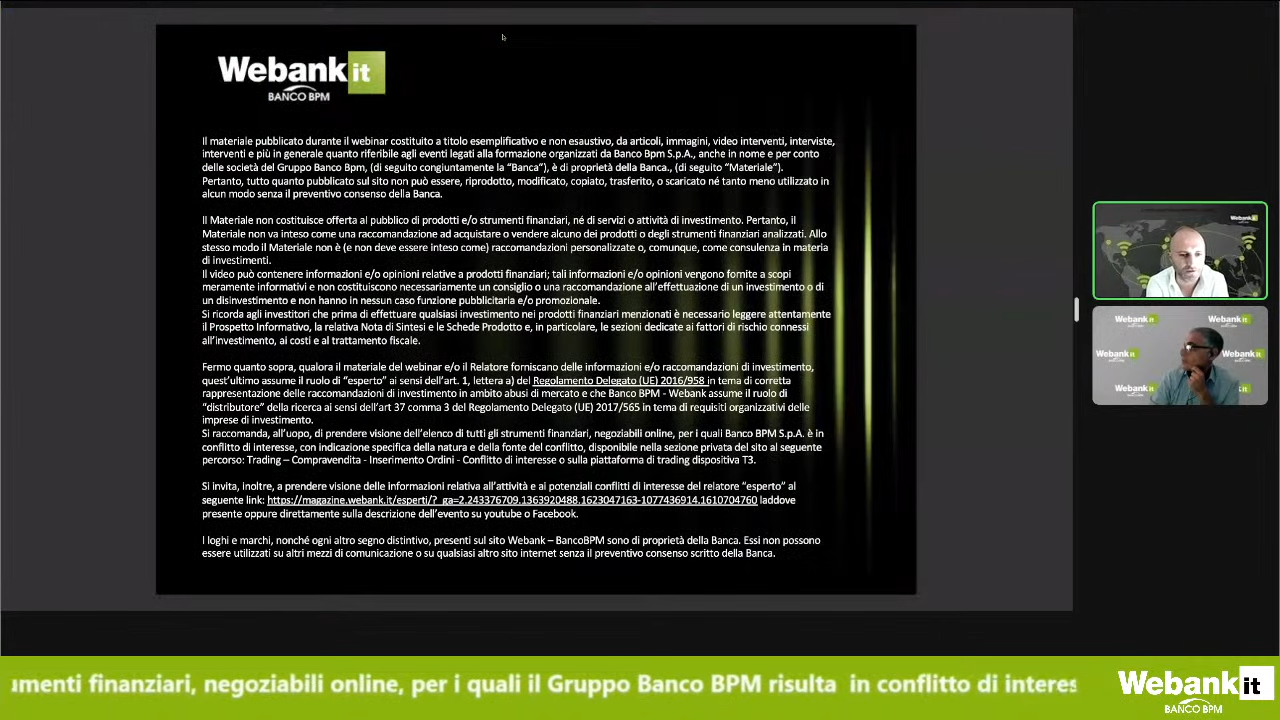 Webank it
BANCO BPM
Il materiale pubblicato durante il webinar costituito a titolo esemplificativo e non esaustivo, da articoli, immagini, video interventi, interviste,
interventi e più in generale quanto riferibile agli eventi legati alla formazione organizzati da Banco Bpm S.p.A., anche in nome e per conto
delle società del Gruppo Banco Bpm, (di seguito congiuntamente la “Banca”), è di proprietà della Banca., (di seguito “Materiale”).
Pertanto, tutto quanto pubblicato sul sito non può essere, riprodotto, modificato, copiato, trasferito, o scaricato né tanto meno utilizzato in
alcun modo senza il preventivo consenso della Banca.
Il Materiale non costituisce offerta al pubblico di prodotti e/o strumenti finanziari, né di servizi o attività di investimento. Pertanto, il
Materiale non va inteso come una raccomandazione ad acquistare o vendere alcuno dei prodotti o degli strumenti finanziari analizzati. Allo
stesso modo il Materiale non è (e non deve essere inteso come) raccomandazioni personalizzate o, comunque, come consulenza in materia
di investimenti.
Il video può contenere informazioni e/o opinioni relative a prodotti finanziari; tali informazioni e/o opinioni vengono fornite a scopi
meramente informativi e non costituiscono necessariamente un consiglio o una raccomandazione all’effettuazione di un investimento o di
un disinvestimento e non hanno in nessun caso funzione pubblicitaria e/o promozionale.
Si ricorda agli investitori che prima di effettuare qualsiasi investimento nei prodotti finanziari menzionati è necessario leggere attentamente
il Prospetto Informativo, la relativa Nota di Sintesi e le Schede Prodotto e, in particolare, le sezioni dedicate ai fattori di rischio connessi
all’investimento, ai costi e al trattamento fiscale.
Fermo quanto sopra, qualora il materiale del webinar e/o il Relatore forniscano delle informazioni e/o raccomandazioni di investimento,
quest’ultimo assume il ruolo di “esperto” ai sensi dell’art. 1, lettera a) del Regolamento Delegato (UE) 2016/958 in tema di corretta
rappresentazione delle raccomandazioni di investimento in ambito abusi di mercato e che Banco BPM - Webank assume il ruolo di
“distributore” della ricerca ai sensi dell’art 37 comma 3 del Regolamento Delegato (UE) 2017/565 in tema di requisiti organizzativi delle
imprese di investimento.
Si raccomanda, all’uopo, di prendere visione dell’elenco di tutti gli strumenti finanziari, negoziabili online, per i quali Banco BPM S.p.A. è in
conflitto di interesse, con indicazione specifica della natura e della fonte del conflitto, disponibile nella sezione privata del sito al seguente
percorso: Trading – Compravendita - Inserimento Ordini - Conflitto di interesse o sulla piattaforma di trading dispositiva T3.
Si invita, inoltre, a prendere visione delle informazioni relativa all’attività e ai potenziali conflitti di interesse del relatore “esperto” al
seguente link: https://magazine.webank.it/esperti/?_ga=2.243376709.1363920488.1623047163-1077436914.1610704760 laddove
presente oppure direttamente sulla descrizione dell’evento su youtube o Facebook.
I loghi e marchi, nonché ogni altro segno distintivo, presenti sul sito Webank – BancoBPM sono di proprietà della Banca. Essi non possono
essere utilizzati su altri mezzi di comunicazione o su qualsiasi altro sito internet senza il preventivo consenso scritto della Banca.
Webank it
Webank it Webank it
Webank it Webank it
Webank it Webank it
umenti finanziari, negoziabili online, per i quali il Gruppo Banco BPM risulta in conflitto di interes
Webank it
BANCO BPM